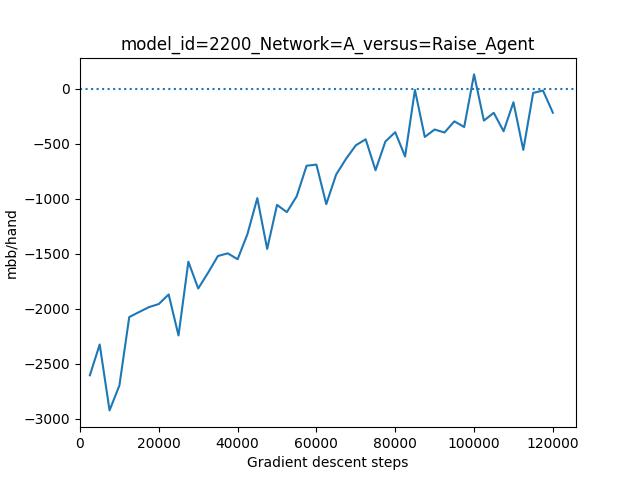 model_id=2200_Network=A_versus=Raise_Agent
0
−500
−1000
−1500
−2000
−2500
−3000
mbb/hand
0 20000 40000 60000 80000 100000 120000
Gradient descent steps